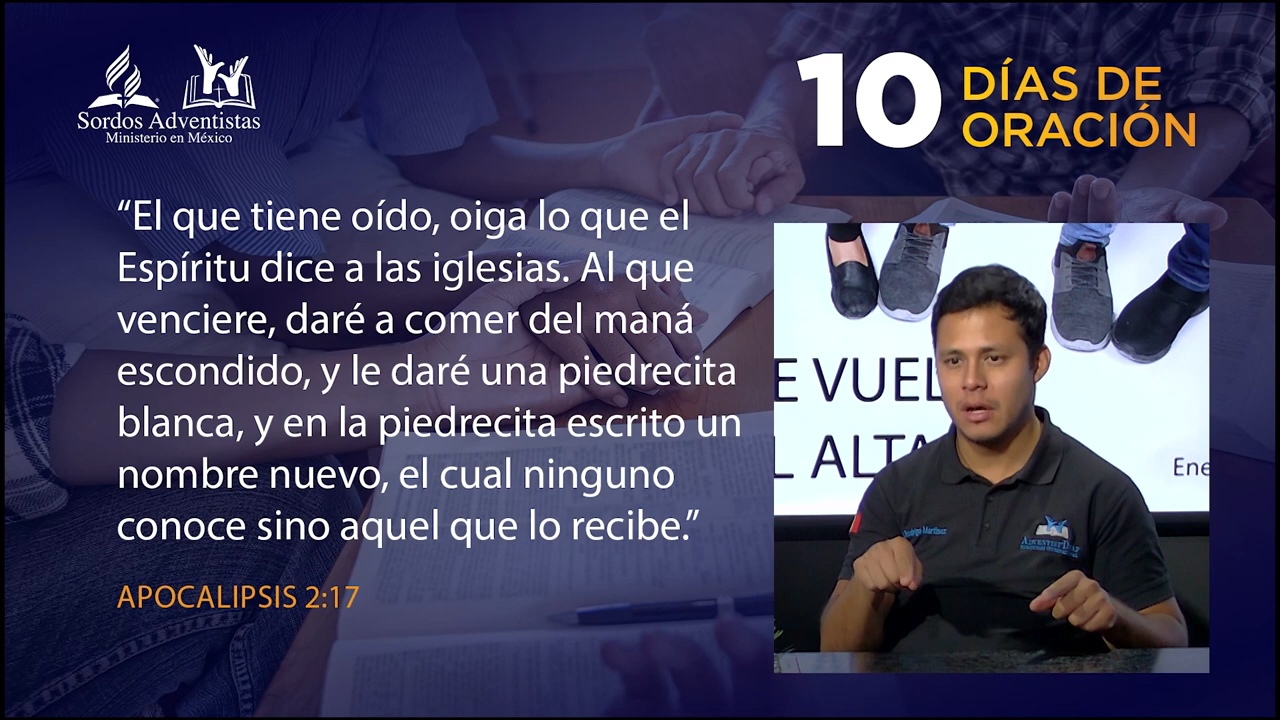 Sordos Adventistas
Ministerio en México
10 DÍAS DE
ORACIÓN
“El que tiene oído, oiga lo que el
Espíritu dice a las iglesias. Al que
venciere, daré a comer del maná
escondido, y le daré una piedrecita
blanca, y en la piedrecita escrito un
nombre nuevo, el cual ninguno
conoce sino aquel que lo recibe.”
APOCALIPSIS 2:17
E VUEL
L ALTA
Ene
Rodrigo Martínez